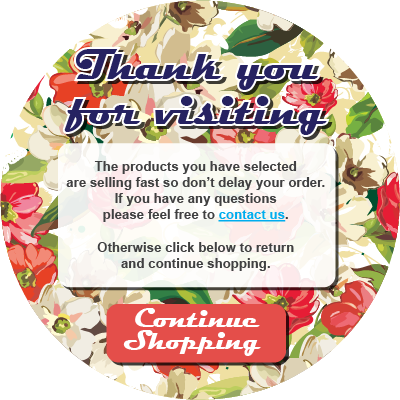 Thank you
for visiting
The products you have selected
are selling fast so don't delay your order.
If you have any questions
please feel free to contact us.
Otherwise click below to return
and continue shopping.
Continue
Shopping